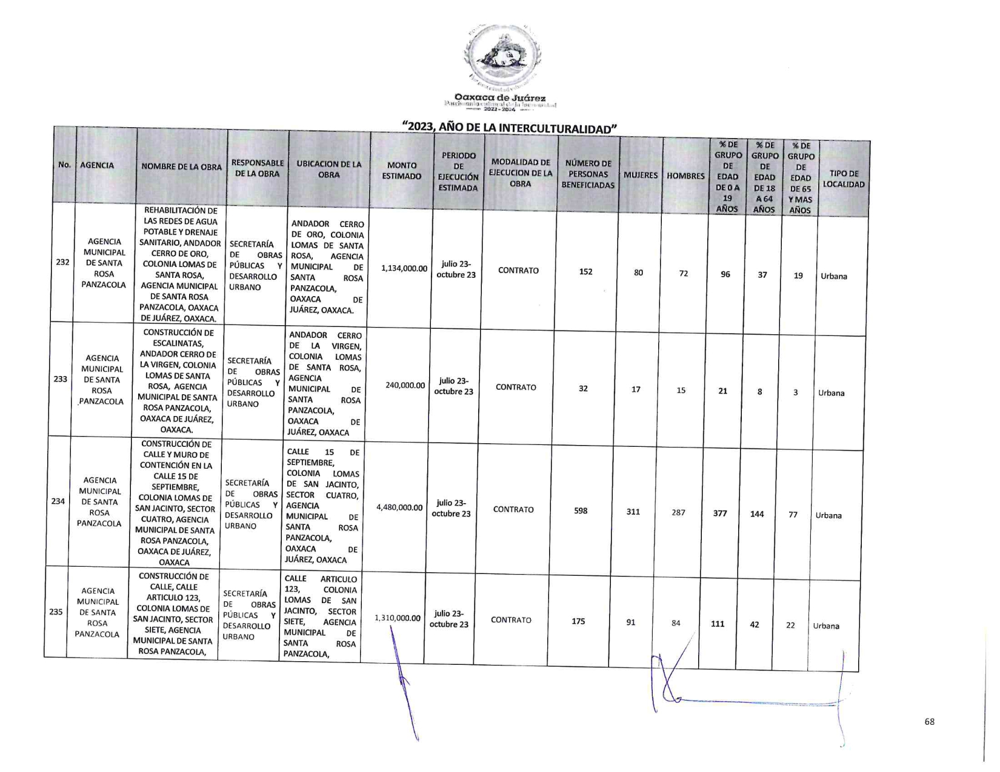 Oaxaca de Juárez
Patrimonio cultural de la humanidad
2022-2024
"2023, AÑO DE LA INTERCULTURALIDAD"
No.
AGENCIA
NOMBRE DE LA OBRA
RESPONSABLE
DE LA OBRA
UBICACION DE LA
OBRA
MONTO
ESTIMADO
PERIODO
DE
EJECUCIÓN
ESTIMADA
MODALIDAD DE
EJECUCION DE LA
OBRA
NÚMERO DE
PERSONAS
BENEFICIADAS
MUJERES
HOMBRES
% DE
GRUPO
DE
EDAD
DE 0 A
19
AÑOS
% DE
GRUPO
DE
EDAD
DE 18
A 64
AÑOS
% DE
GRUPO
DE
EDAD
DE 65
Y MAS
AÑOS
TIPO DE
LOCALIDAD
232
AGENCIA
MUNICIPAL
DE SANTA
ROSA
PANZACOLA
REHABILITACIÓN DE
LAS REDES DE AGUA
POTABLE Y DRENAJE
SANITARIO, ANDADOR
CERRO DE ORO,
COLONIA LOMAS DE
SANTA ROSA,
AGENCIA MUNICIPAL
DE SANTA ROSA
PANZACOLA, OAXACA
DE JUÁREZ, OAXACA.
SECRETARÍA
DE OBRAS
PÚBLICAS Y
DESARROLLO
URBANO
ANDADOR CERRO
DE ORO, COLONIA
LOMAS DE SANTA
ROSA, AGENCIA
MUNICIPAL DE
SANTA ROSA
PANZACOLA,
OAXACA DE
JUÁREZ, OAXACA.
1,134,000.00
julio 23-
octubre 23
CONTRATO
152
80
72
96
37
19
Urbana
233
AGENCIA
MUNICIPAL
DE SANTA
ROSA
PANZACOLA
CONSTRUCCIÓN DE
ESCALINATAS,
ANDADOR CERRO DE
LA VIRGEN, COLONIA
LOMAS DE SANTA
ROSA, AGENCIA
MUNICIPAL DE SANTA
ROSA PANZACOLA,
OAXACA DE JUÁREZ,
OAXACA.
SECRETARÍA
DE OBRAS
PÚBLICAS Y
DESARROLLO
URBANO
ANDADOR CERRO
DE LA VIRGEN,
COLONIA LOMAS
DE SANTA ROSA,
AGENCIA
MUNICIPAL DE
SANTA ROSA
PANZACOLA,
OAXACA DE
JUÁREZ, OAXACA
240,000.00
julio 23-
octubre 23
CONTRATO
32
17
15
21
8
3
Urbana
234
AGENCIA
MUNICIPAL
DE SANTA
ROSA
PANZACOLA
CONSTRUCCIÓN DE
CALLE Y MURO DE
CONTENCIÓN EN LA
CALLE 15 DE
SEPTIEMBRE,
COLONIA LOMAS DE
SAN JACINTO, SECTOR
CUATRO, AGENCIA
MUNICIPAL DE SANTA
ROSA PANZACOLA,
OAXACA DE JUÁREZ,
OAXACA
SECRETARÍA
DE OBRAS
PÚBLICAS Y
DESARROLLO
URBANO
CALLE 15 DE
SEPTIEMBRE,
COLONIA LOMAS
DE SAN JACINTO,
SECTOR CUATRO,
AGENCIA
MUNICIPAL DE
SANTA ROSA
PANZACOLA,
OAXACA DE
JUÁREZ, OAXACA
4,480,000.00
julio 23-
octubre 23
CONTRATO
598
311
287
377
144
77
Urbana
235
AGENCIA
MUNICIPAL
DE SANTA
ROSA
PANZACOLA
CONSTRUCCIÓN DE
CALLE, CALLE
ARTICULO 123,
COLONIA LOMAS DE
SAN JACINTO, SECTOR
SIETE, AGENCIA
MUNICIPAL DE SANTA
ROSA PANZACOLA,
SECRETARÍA
DE OBRAS
PÚBLICAS Y
DESARROLLO
URBANO
CALLE ARTICULO
123, COLONIA
LOMAS DE SAN
JACINTO, SECTOR
SIETE, AGENCIA
MUNICIPAL DE
SANTA ROSA
PANZACOLA,
1,310,000.00
julio 23-
octubre 23
CONTRATO
175
91
84
111
42
22
Urbana
68